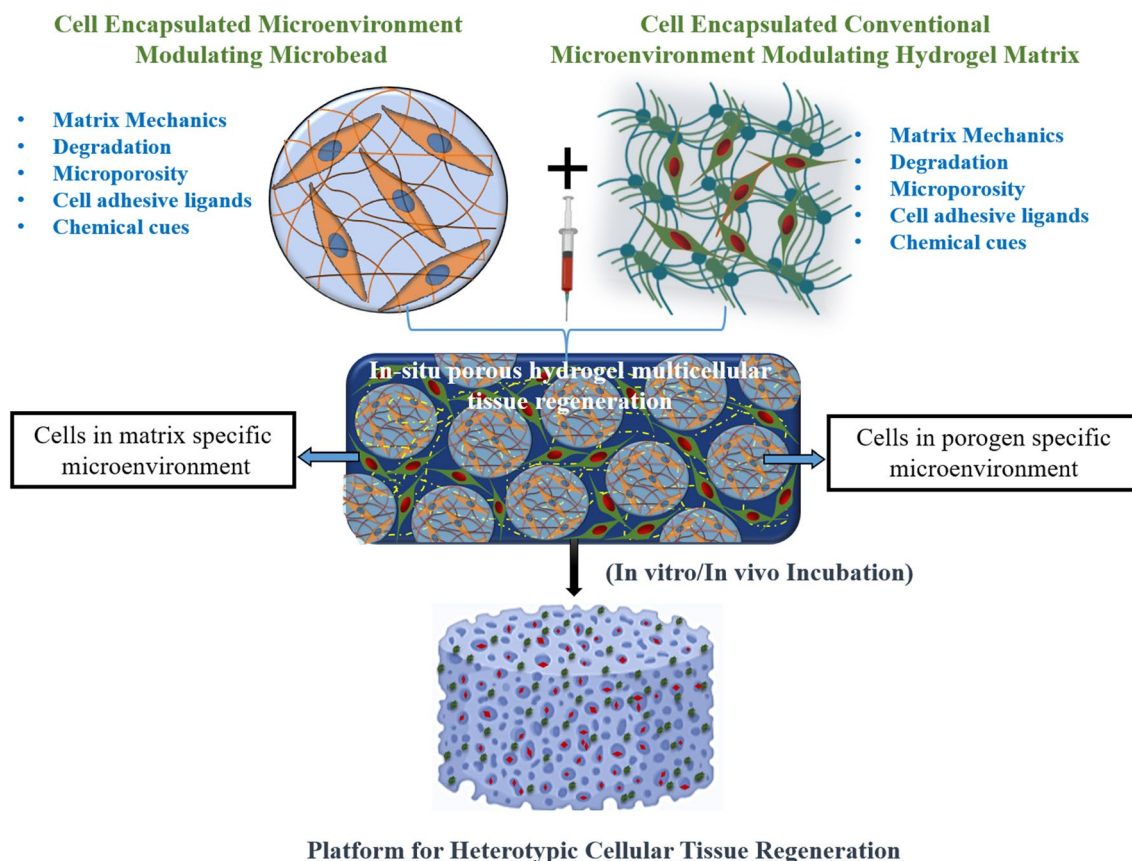 Cell Encapsulated Microenvironment
Modulating Microbead
Cell Encapsulated Conventional
Microenvironment Modulating Hydrogel Matrix
• Matrix Mechanics
• Degradation
• Microporosity
• Cell adhesive ligands
• Chemical cues
• Matrix Mechanics
• Degradation
• Microporosity
• Cell adhesive ligands
• Chemical cues
In-situ porous hydrogel multicellular
tissue regeneration
Cells in matrix specific
microenvironment
Cells in porogen specific
microenvironment
(In vitro/In vivo Incubation)
Platform for Heterotypic Cellular Tissue Regeneration